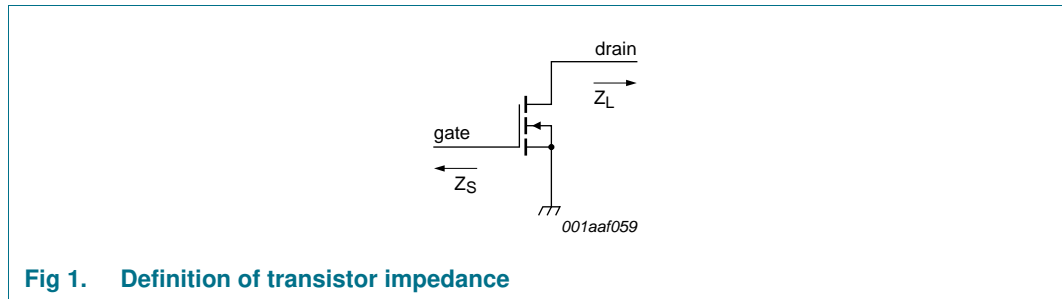 drain
Z_L
gate
Z_S
001aaf059
Fig 1. Definition of transistor impedance